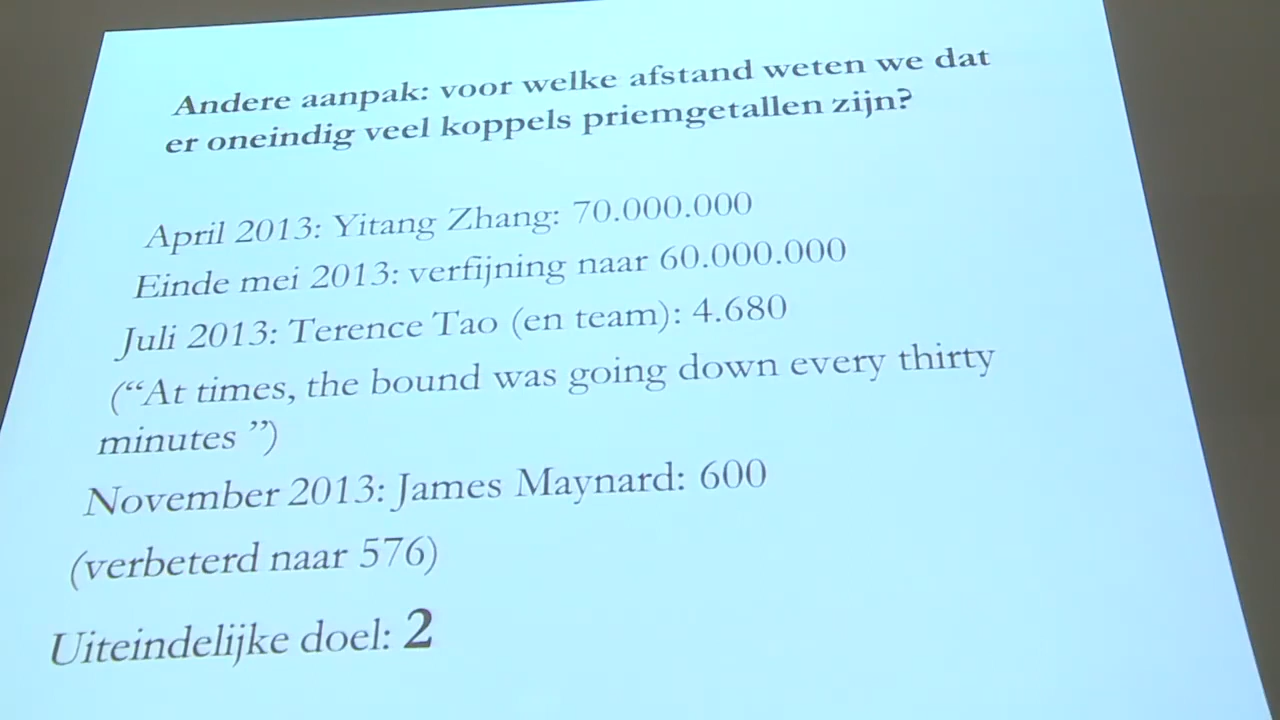 Andere aanpak: voor welke afstand weten we dat
er oneindig veel koppels priemgetallen zijn?
April 2013: Yitang Zhang: 70.000.000
Einde mei 2013: verfijning naar 60.000.000
Juli 2013: Terence Tao (en team): 4.680
(“At times, the bound was going down every thirty
minutes ”)
November 2013: James Maynard: 600
(verbeterd naar 576)
Uiteindelijke doel: 2